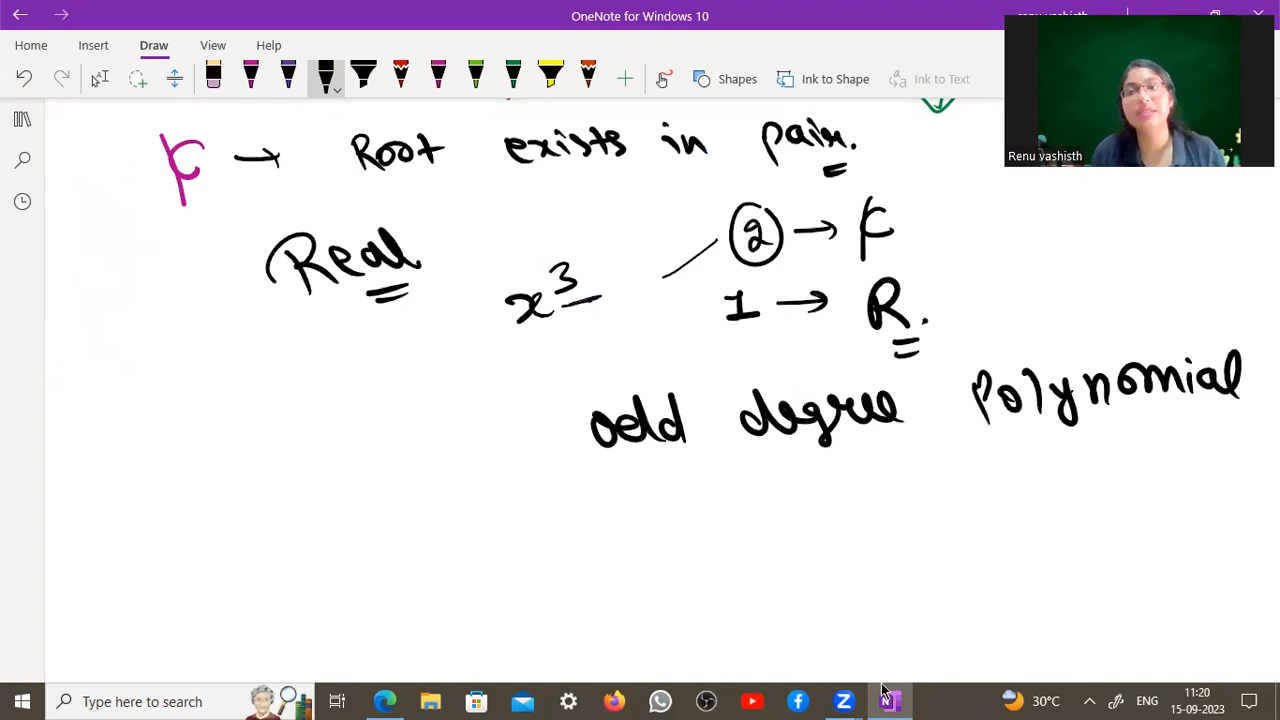 OneNote for Windows 10
renu vashisth
Home Insert Draw View Help
Shapes Ink to Shape Ink to Text
Renu vashisth
₵ → Root exists in pair.
Real
x³ 2 → ₵
1 → R.
odd degree Polynomial
Type here to search
30°C ENG 11:20
15-09-2023